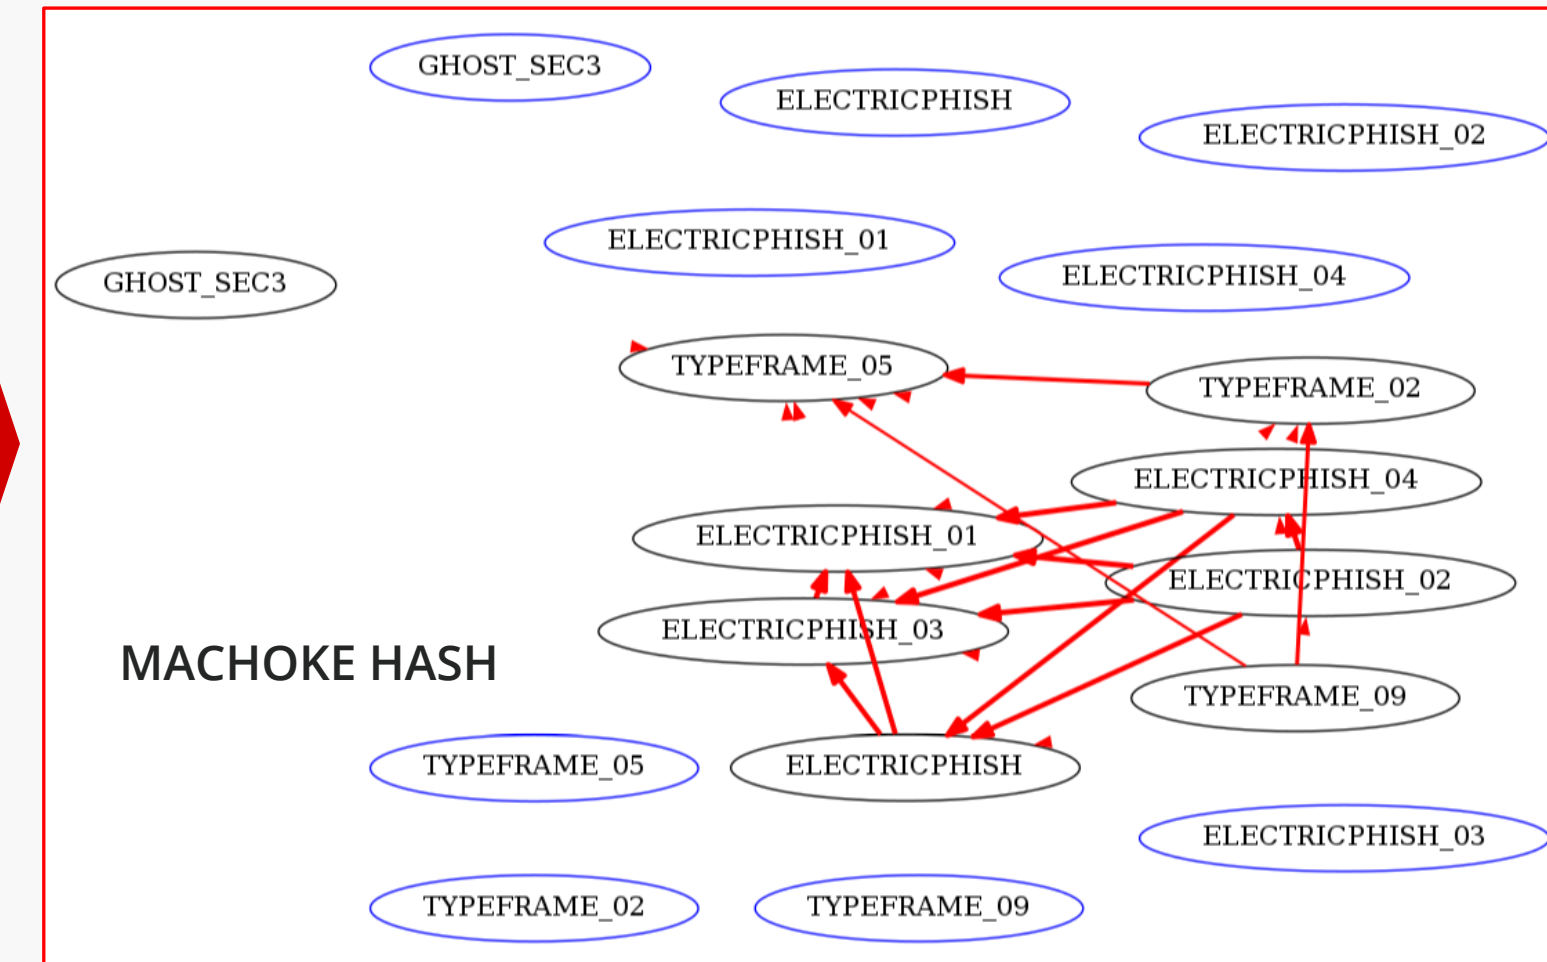 GHOST_SEC3
ELECTRICPHISH
ELECTRICPHISH_02
ELECTRICPHISH_01
ELECTRICPHISH_04
GHOST_SEC3
TYPEFRAME_05
TYPEFRAME_02
ELECTRICPHISH_04
ELECTRICPHISH_01
ELECTRICPHISH_02
ELECTRICPHISH_03
MACHOKE HASH
TYPEFRAME_09
TYPEFRAME_05
ELECTRICPHISH
ELECTRICPHISH_03
TYPEFRAME_02
TYPEFRAME_09